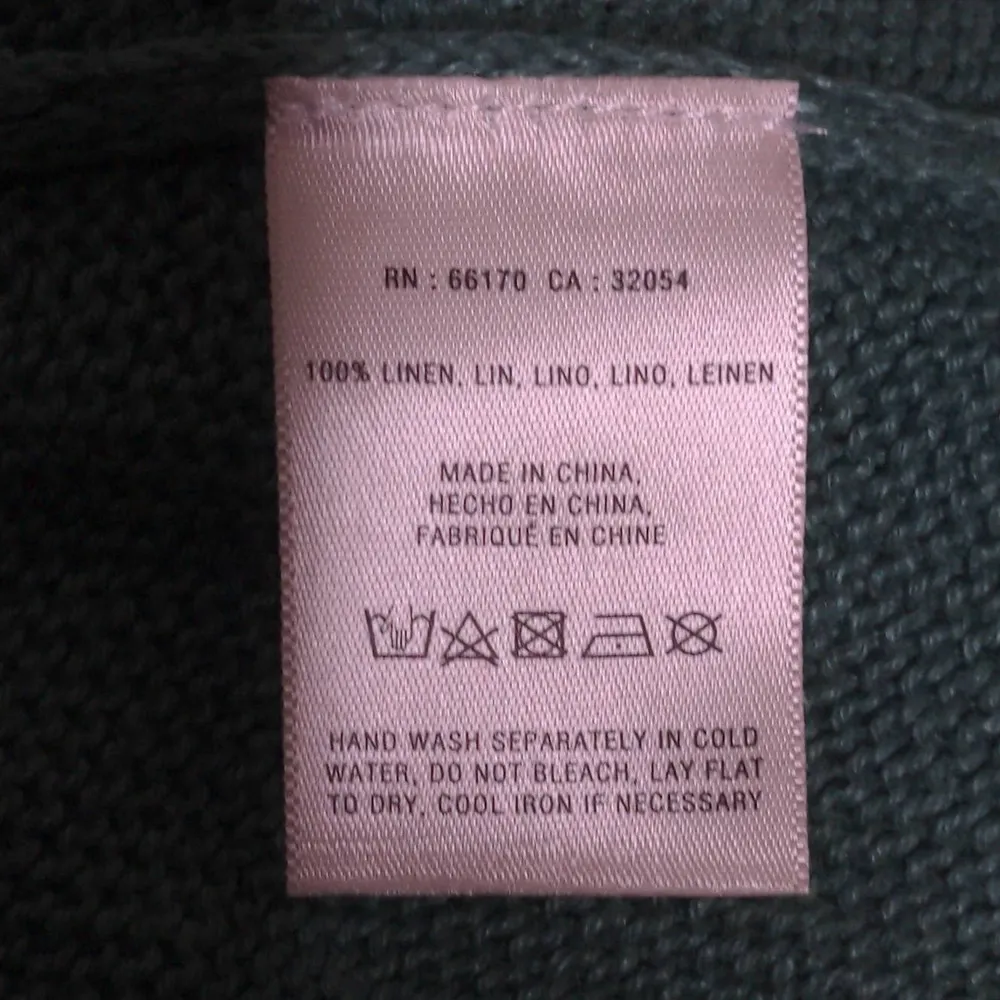 RN : 66170 CA : 32054
100% LINEN, LIN, LINO, LINO, LEINEN
MADE IN CHINA,
HECHO EN CHINA,
FABRIQUÉ EN CHINE
HAND WASH SEPARATELY IN COLD
WATER, DO NOT BLEACH, LAY FLAT
TO DRY, COOL IRON IF NECESSARY